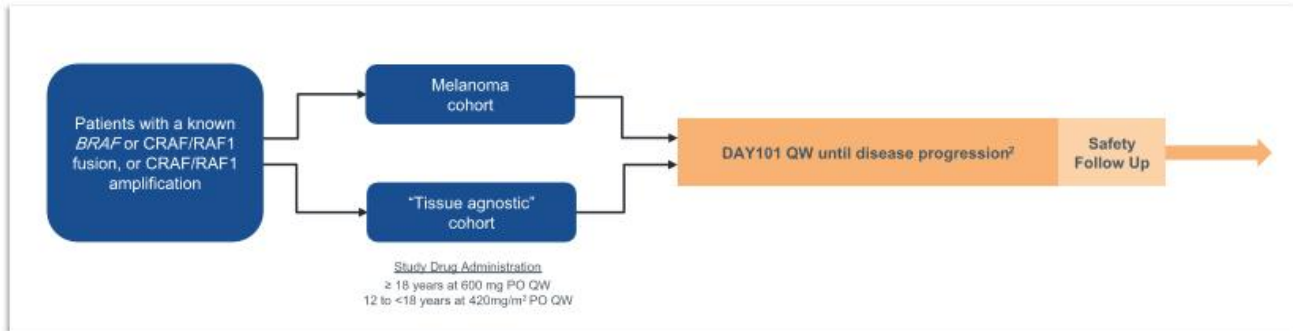 Patients with a known
BRAF or CRAF/RAF1
fusion, or CRAF/RAF1
amplification
Melanoma
cohort
"Tissue agnostic"
cohort
Study Drug Administration
≥ 18 years at 600 mg PO QW
12 to <18 years at 420mg/m² PO QW
DAY101 QW until disease progression²
Safety
Follow Up